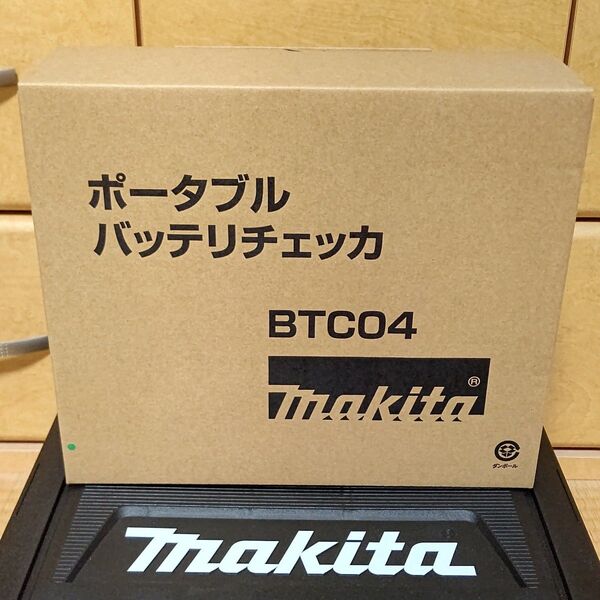 ポータブル
バッテリチェッカ
BTC04
makita®
ダンボール
makita